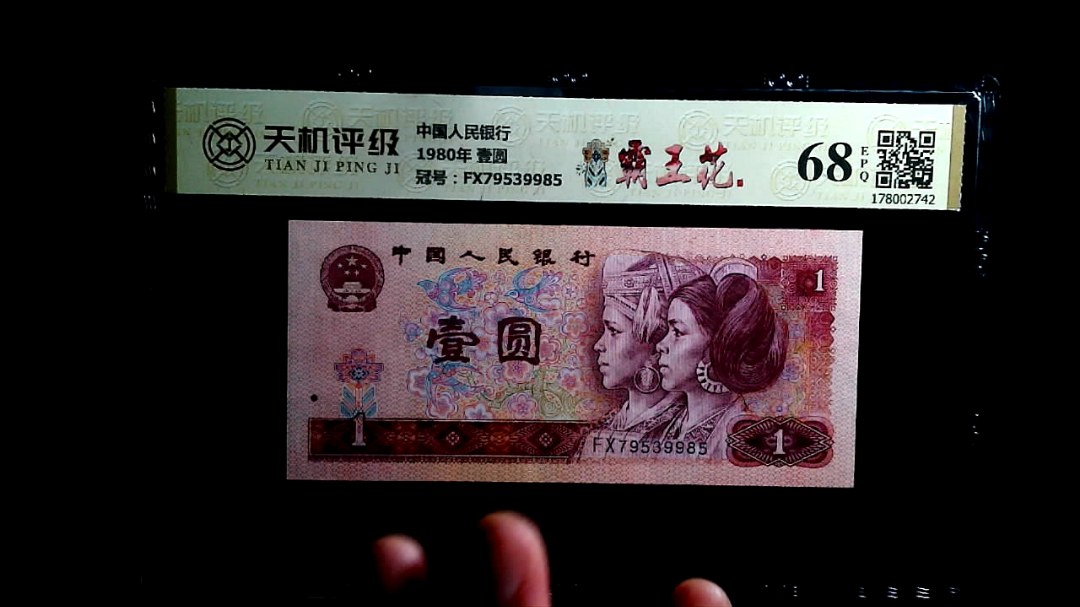 天机评级
TIAN JI PING JI
中国人民银行
1980年 壹圆
冠号：FX79539985
霸王花
68
EPQ
178002742
中国人民银行
1
壹圆
1
FX79539985
1